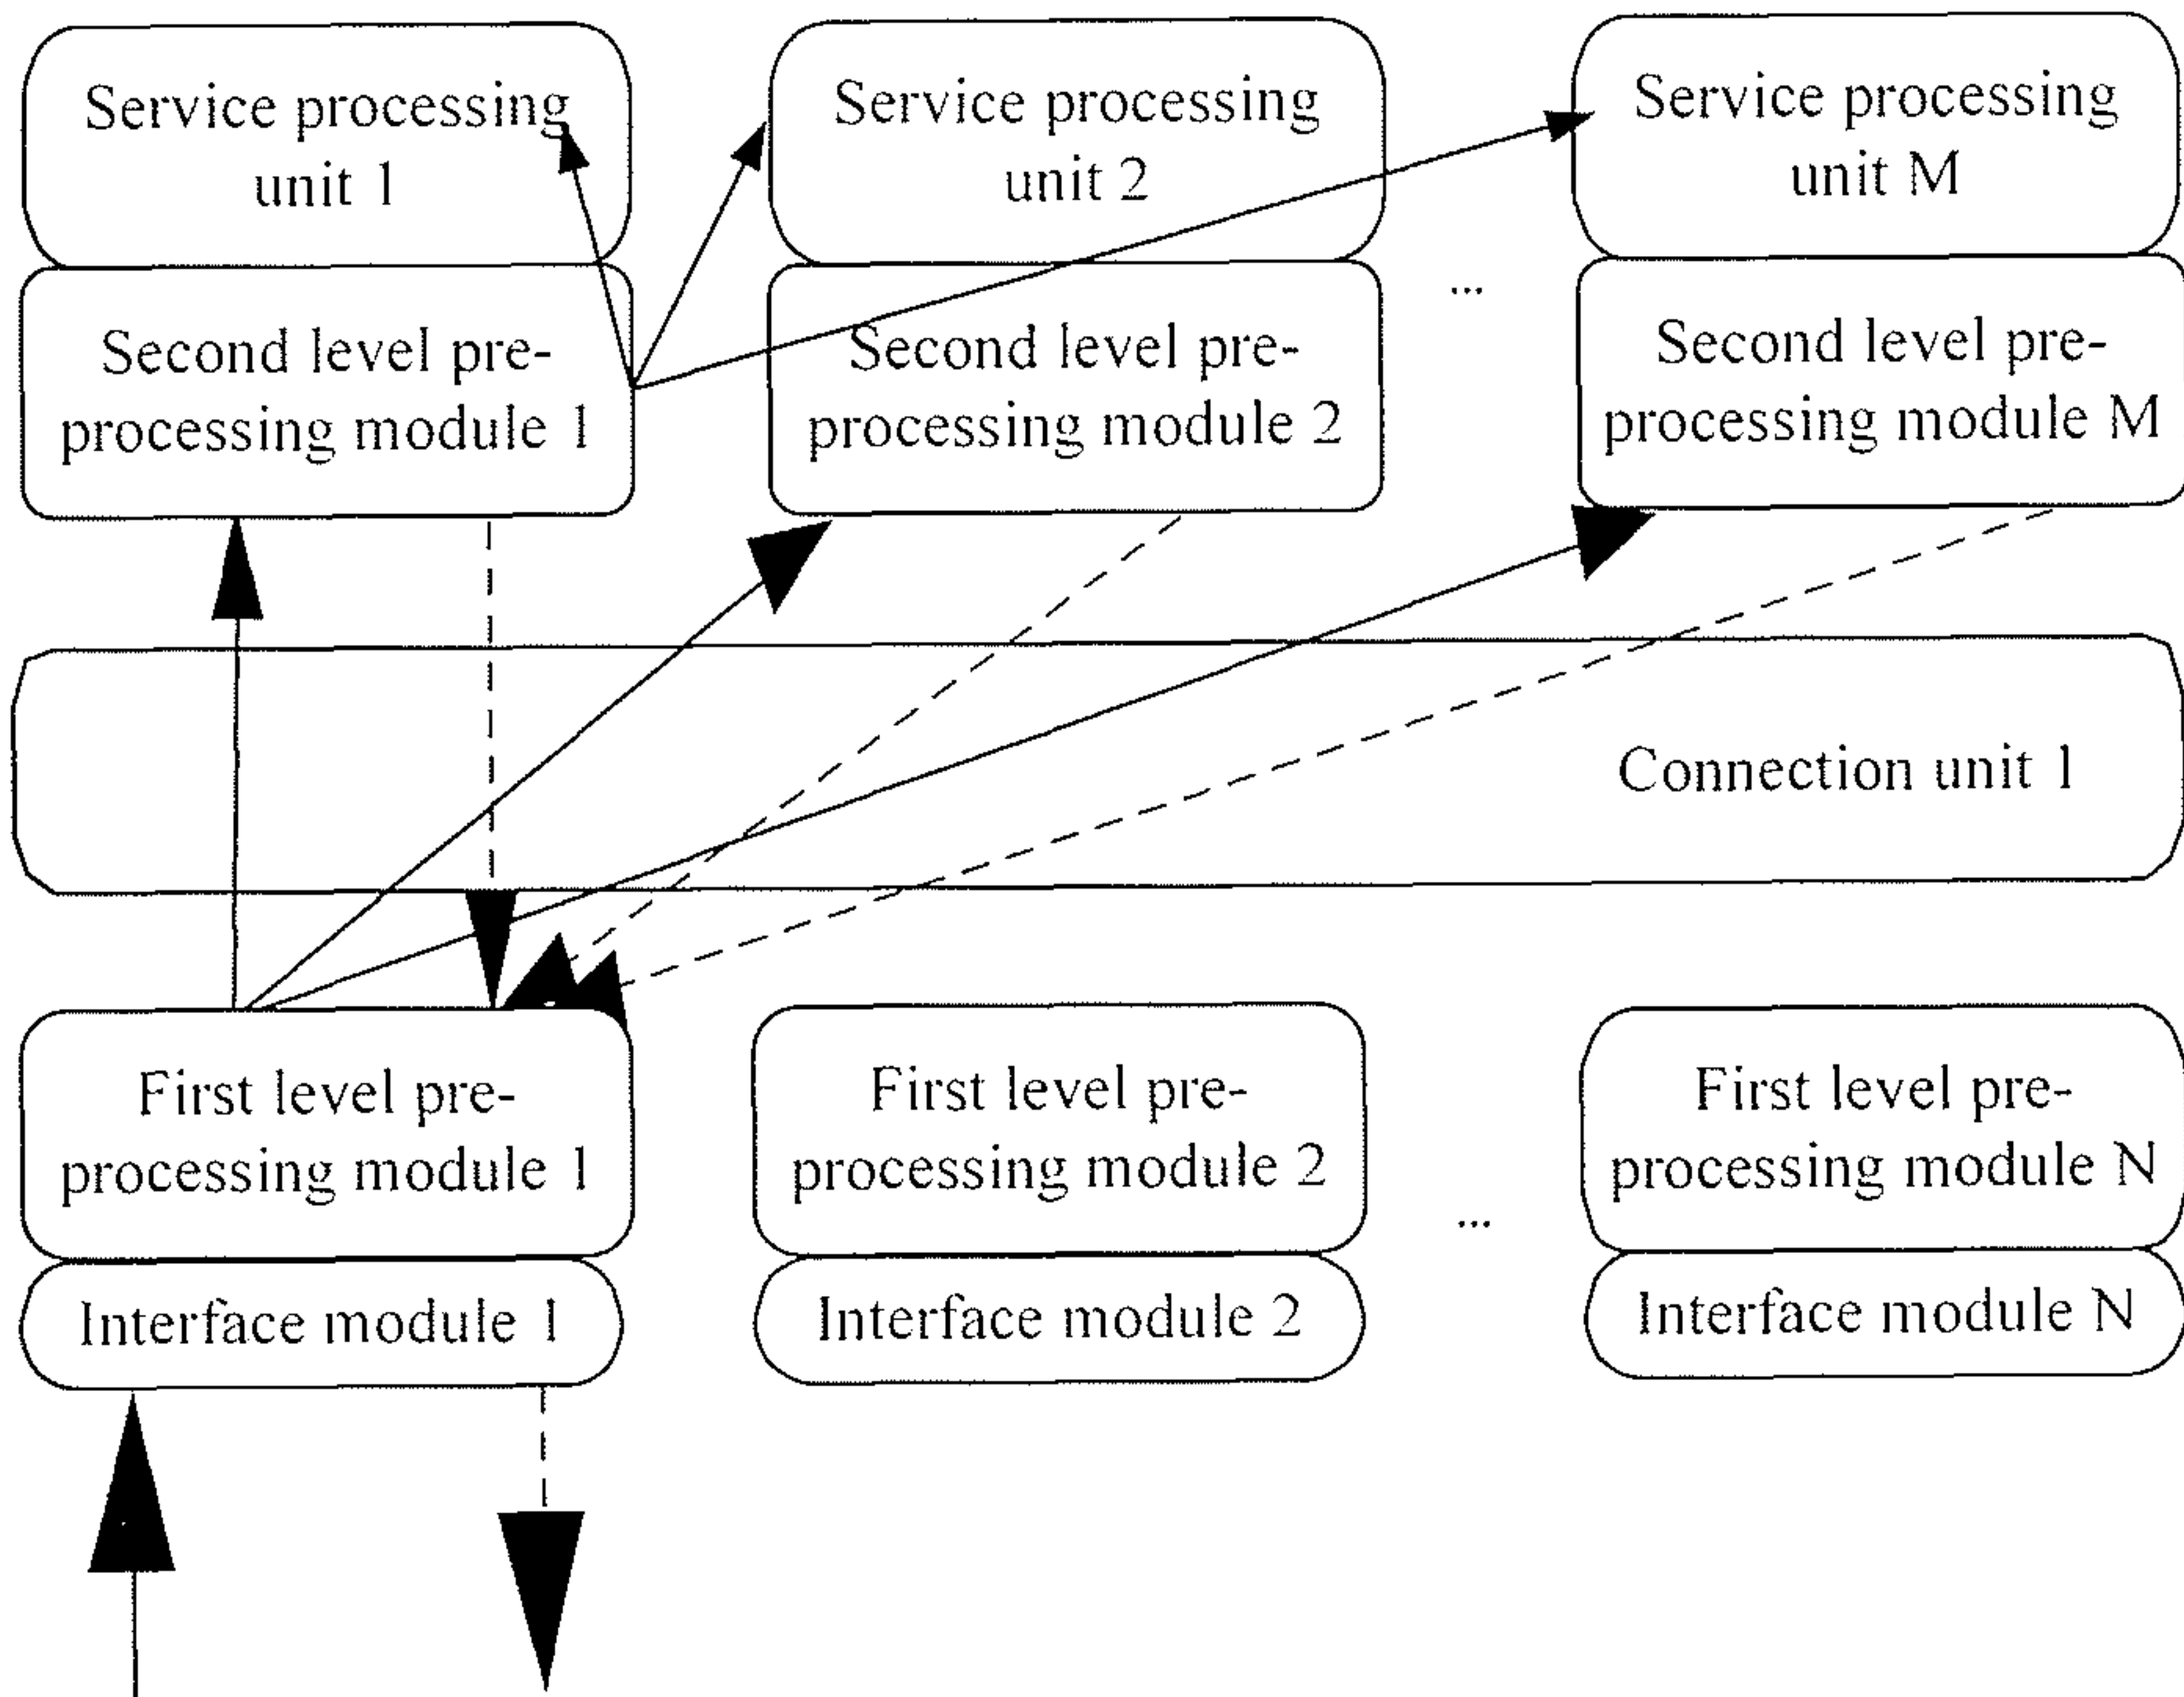 Service processing
unit 1
Service processing
unit 2
Service processing
unit M
Second level pre-
processing module 1
Second level pre-
processing module 2
...
Second level pre-
processing module M
Connection unit 1
First level pre-
processing module 1
First level pre-
processing module 2
...
First level pre-
processing module N
Interface module 1
Interface module 2
Interface module N